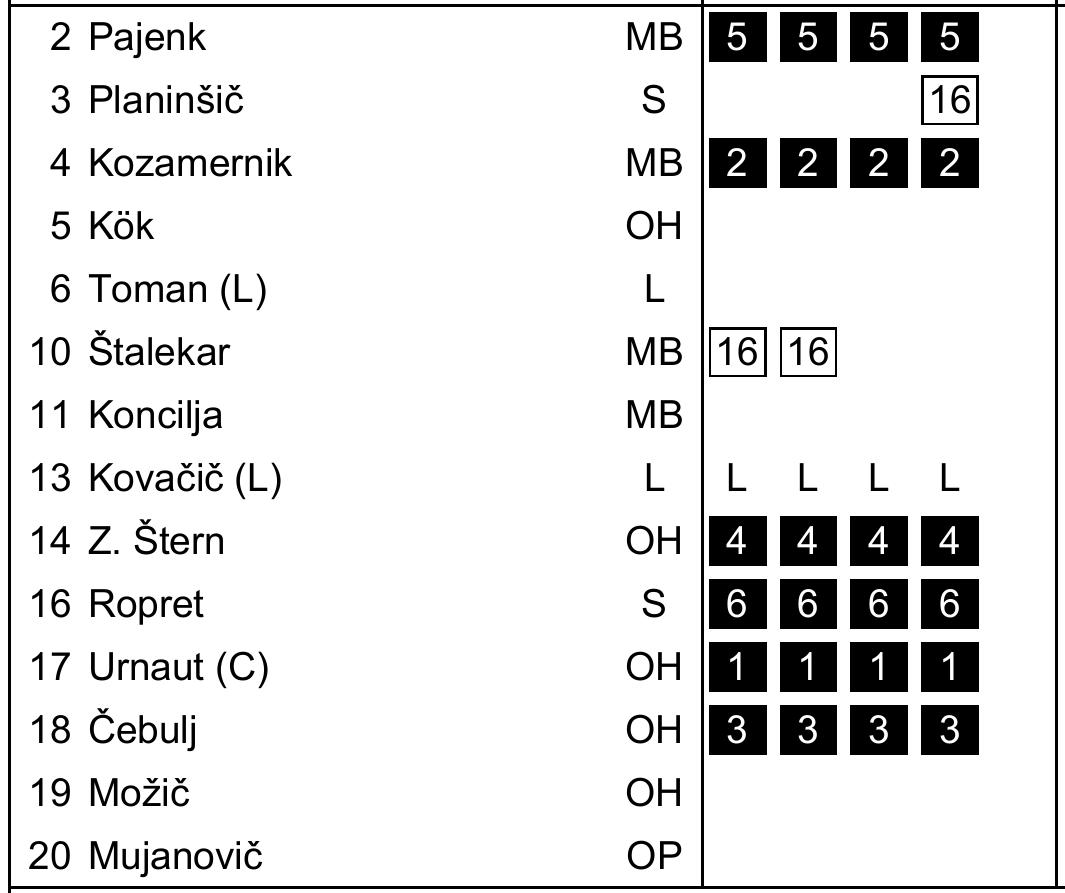 2 Pajenk MB 5 5 5 5
3 Planinšič S 16
4 Kozamernik MB 2 2 2 2
5 Kök OH
6 Toman (L) L
10 Štalekar MB 16 16
11 Koncilja MB
13 Kovačič (L) L L L L L
14 Z. Štern OH 4 4 4 4
16 Ropret S 6 6 6 6
17 Urnaut (C) OH 1 1 1 1
18 Čebulj OH 3 3 3 3
19 Možič OH
20 Mujanovič OP